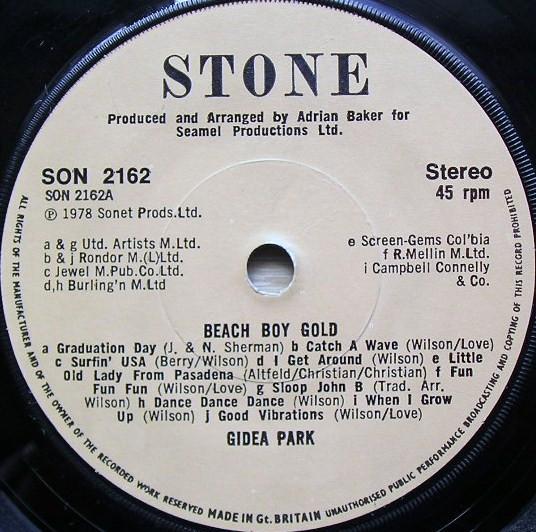 STONE
Produced and Arranged by Adrian Baker for
Seamel Productions Ltd.
SON 2162
SON 2162A
℗ 1978 Sonet Prods.Ltd.
Stereo
45 rpm
a & g Utd. Artists M.Ltd.
b & j Rondor M.(L)Ltd.
c Jewel M.Pub.Co.Ltd.
d,h Burling'n M.Ltd
e Screen-Gems Col'bia
f R.Mellin M.Ltd.
i Campbell Connelly
& Co.
BEACH BOY GOLD
a Graduation Day (J. & N. Sherman) b Catch A Wave (Wilson/Love)
c Surfin' USA (Berry/Wilson) d I Get Around (Wilson) e Little
Old Lady From Pasadena (Altfeld/Christian/Christian) f Fun
Fun Fun (Wilson/Love) g Sloop John B (Trad. Arr.
Wilson) h Dance Dance Dance (Wilson) i When I Grow
Up (Wilson) j Good Vibrations (Wilson/Love)
GIDEA PARK
ALL RIGHTS OF THE MANUFACTURER AND OF THE OWNER OF THE RECORDED WORK RESERVED MADE IN Gt. BRITAIN UNAUTHORISED PUBLIC PERFORMANCE BROADCASTING AND COPYING OF THIS RECORD PROHIBITED